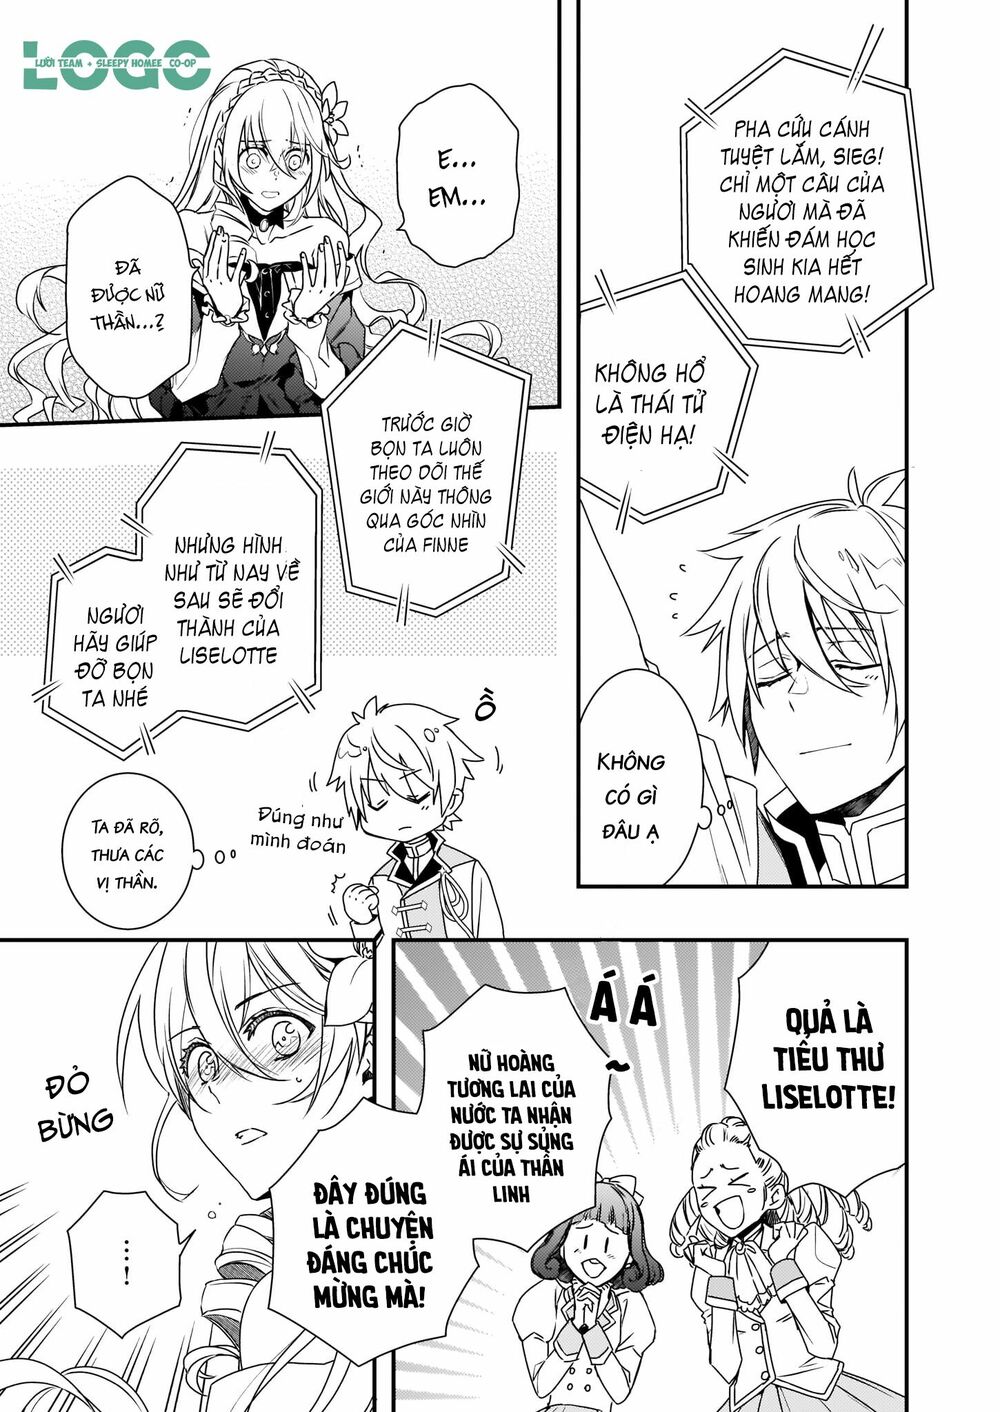 LOGO
LƯỜI TEAM + SLEEPY HOMEE CO-OP
PHA CỨU CÁNH
TUYỆT LẮM, SIEG!
CHỈ MỘT CÂU CỦA
NGƯƠI MÀ ĐÃ
KHIẾN ĐÁM HỌC
SINH KIA HẾT
HOANG MANG!
KHÔNG HỔ
LÀ THÁI TỬ
ĐIỆN HẠ!
KHÔNG
CÓ GÌ
ĐÂU Ạ
E...
EM...
ĐÃ
ĐƯỢC NỮ
THẦN...?
TRƯỚC GIỜ
BỌN TA LUÔN
THEO DÕI THẾ
GIỚI NÀY THÔNG
QUA GÓC NHÌN
CỦA FINNE
NHƯNG HÌNH
NHƯ TỪ NAY VỀ
SAU SẼ ĐỔI
THÀNH CỦA
LISELOTTE
NGƯƠI
HÃY GIÚP
ĐỠ BỌN
TA NHÉ
Ồ
Đúng như
mình đoán
TA ĐÃ RÕ,
THƯA CÁC
VỊ THẦN.
QUẢ LÀ
TIỂU THƯ
LISELOTTE!
Á Á
~
NỮ HOÀNG
TƯƠNG LAI CỦA
NƯỚC TA NHẬN
ĐƯỢC SỰ SỦNG
ÁI CỦA THẦN
LINH
ĐÂY ĐÚNG
LÀ CHUYỆN
ĐÁNG CHÚC
MỪNG MÀ!
ĐỎ
BỪNG
...!